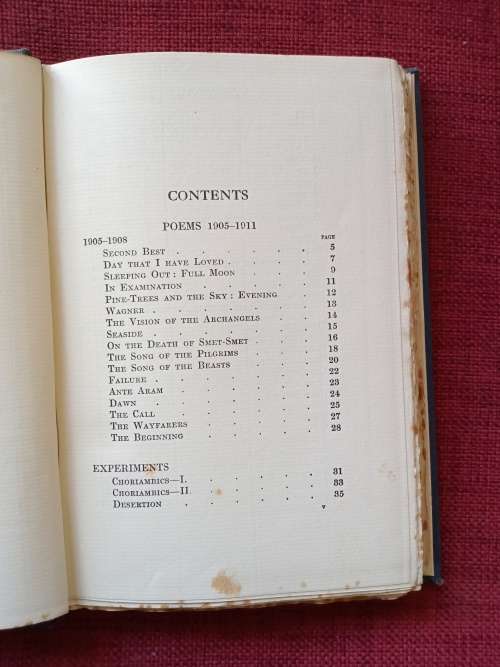 CONTENTS
POEMS 1905–1911
1905–1908 PAGE
SECOND BEST . . . . . . 5
DAY THAT I HAVE LOVED . . . . 7
SLEEPING OUT : FULL MOON . . . . 9
IN EXAMINATION . . . . . 11
PINE-TREES AND THE SKY : EVENING . . 12
WAGNER . . . . . . . 13
THE VISION OF THE ARCHANGELS . . . 14
SEASIDE . . . . . . . 15
ON THE DEATH OF SMET-SMET . . . 16
THE SONG OF THE PILGRIMS . . . . 18
THE SONG OF THE BEASTS . . . . 20
FAILURE . . . . . . . 22
ANTE ARAM . . . . . . 23
DAWN . . . . . . . 24
THE CALL . . . . . . 25
THE WAYFARERS . . . . . 27
THE BEGINNING . . . . . 28
EXPERIMENTS
CHORIAMBICS—I. . . . . . 31
CHORIAMBICS—II . . . . . 33
DESERTION . . . . . . 35
v